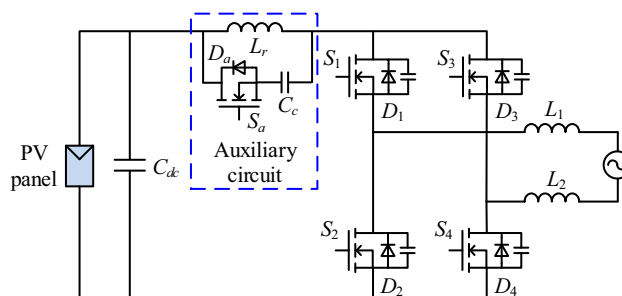 D_a
L_r
S_a
C_c
Auxiliary
circuit
PV
panel
C_dc
S_1
D_1
S_3
D_3
L_1
L_2
S_2
D_2
S_4
D_4